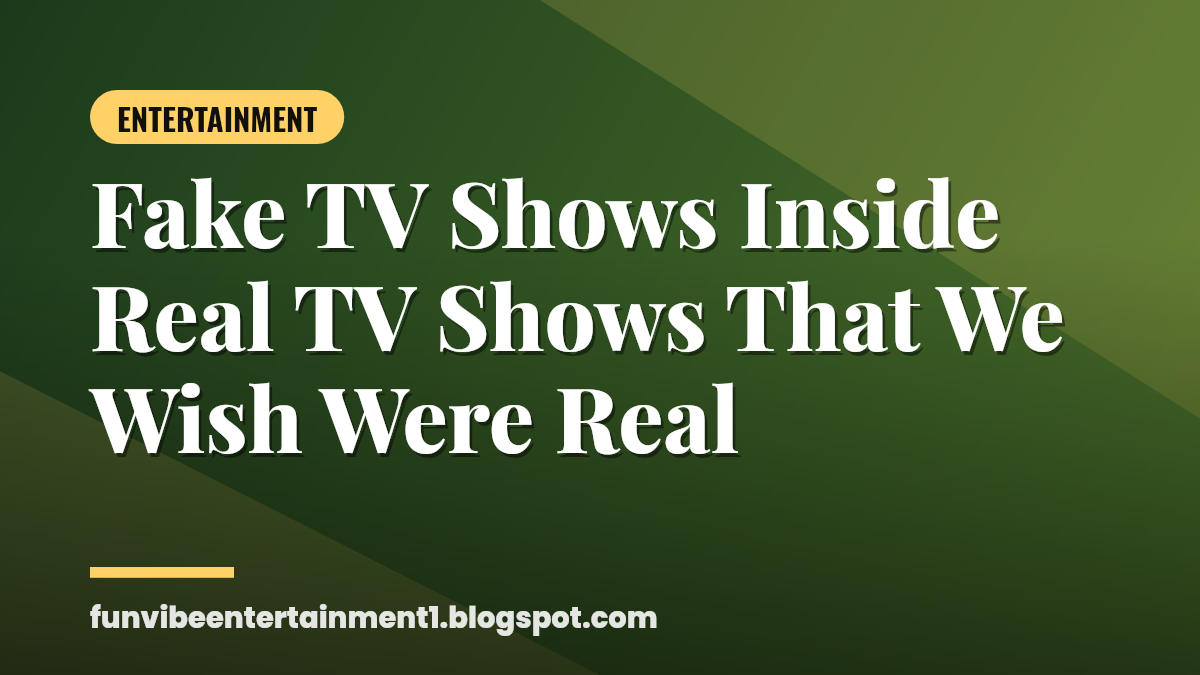 ENTERTAINMENT
Fake TV Shows Inside
Real TV Shows That We
Wish Were Real
funvibeentertainment1.blogspot.com